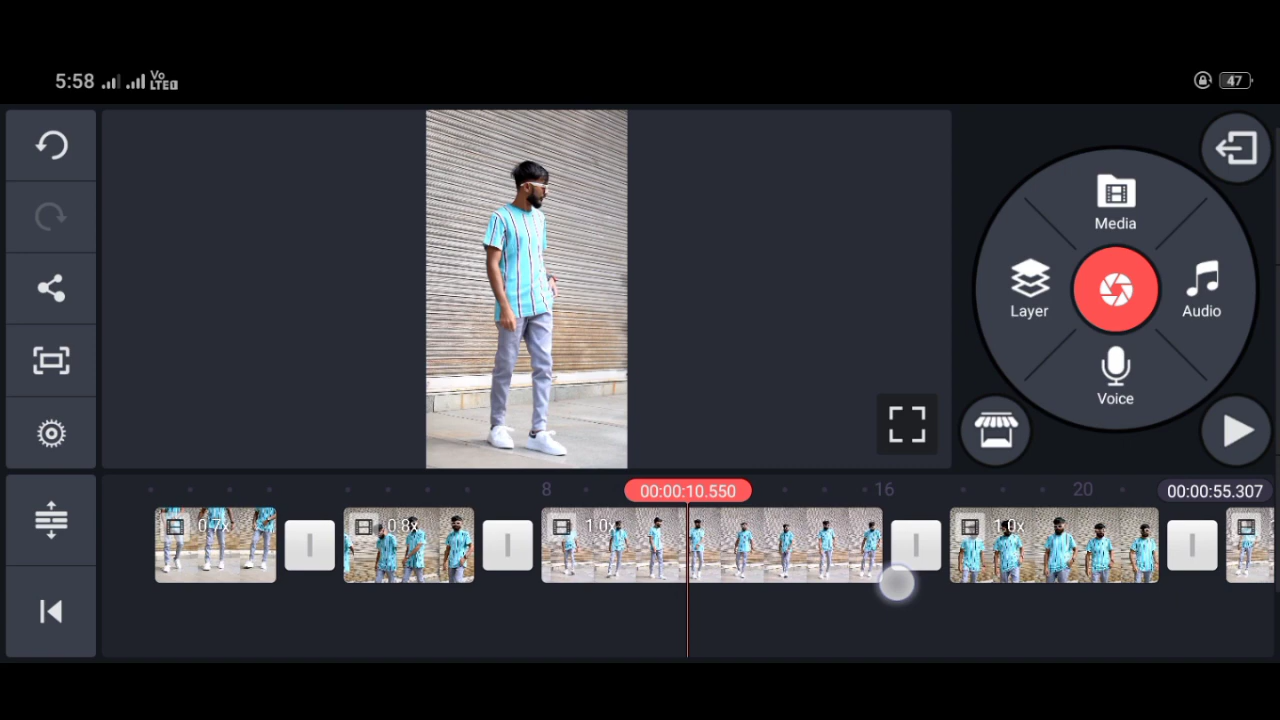 5:58 Vo LTE
47
Media
Layer
Audio
Voice
8
00:00:10.550
16
20
00:00:55.307
0.7x
0.8x
1.0x
1.0x